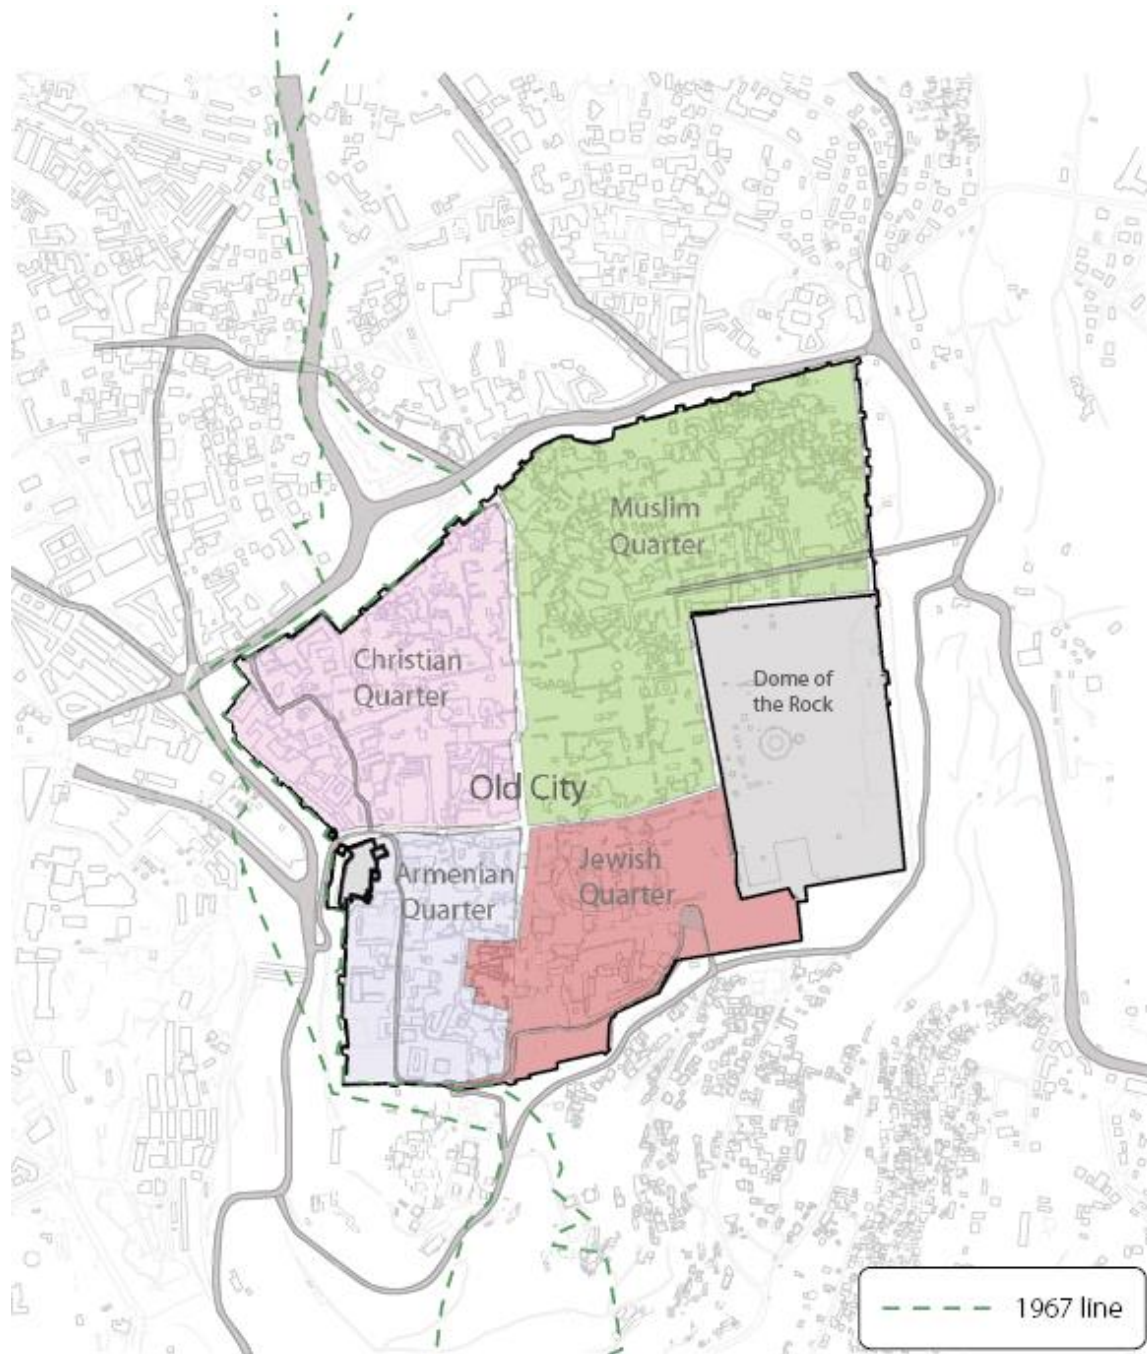 Muslim
Quarter
Christian
Quarter
Dome of
the Rock
Old City
Armenian
Quarter
Jewish
Quarter
1967 line